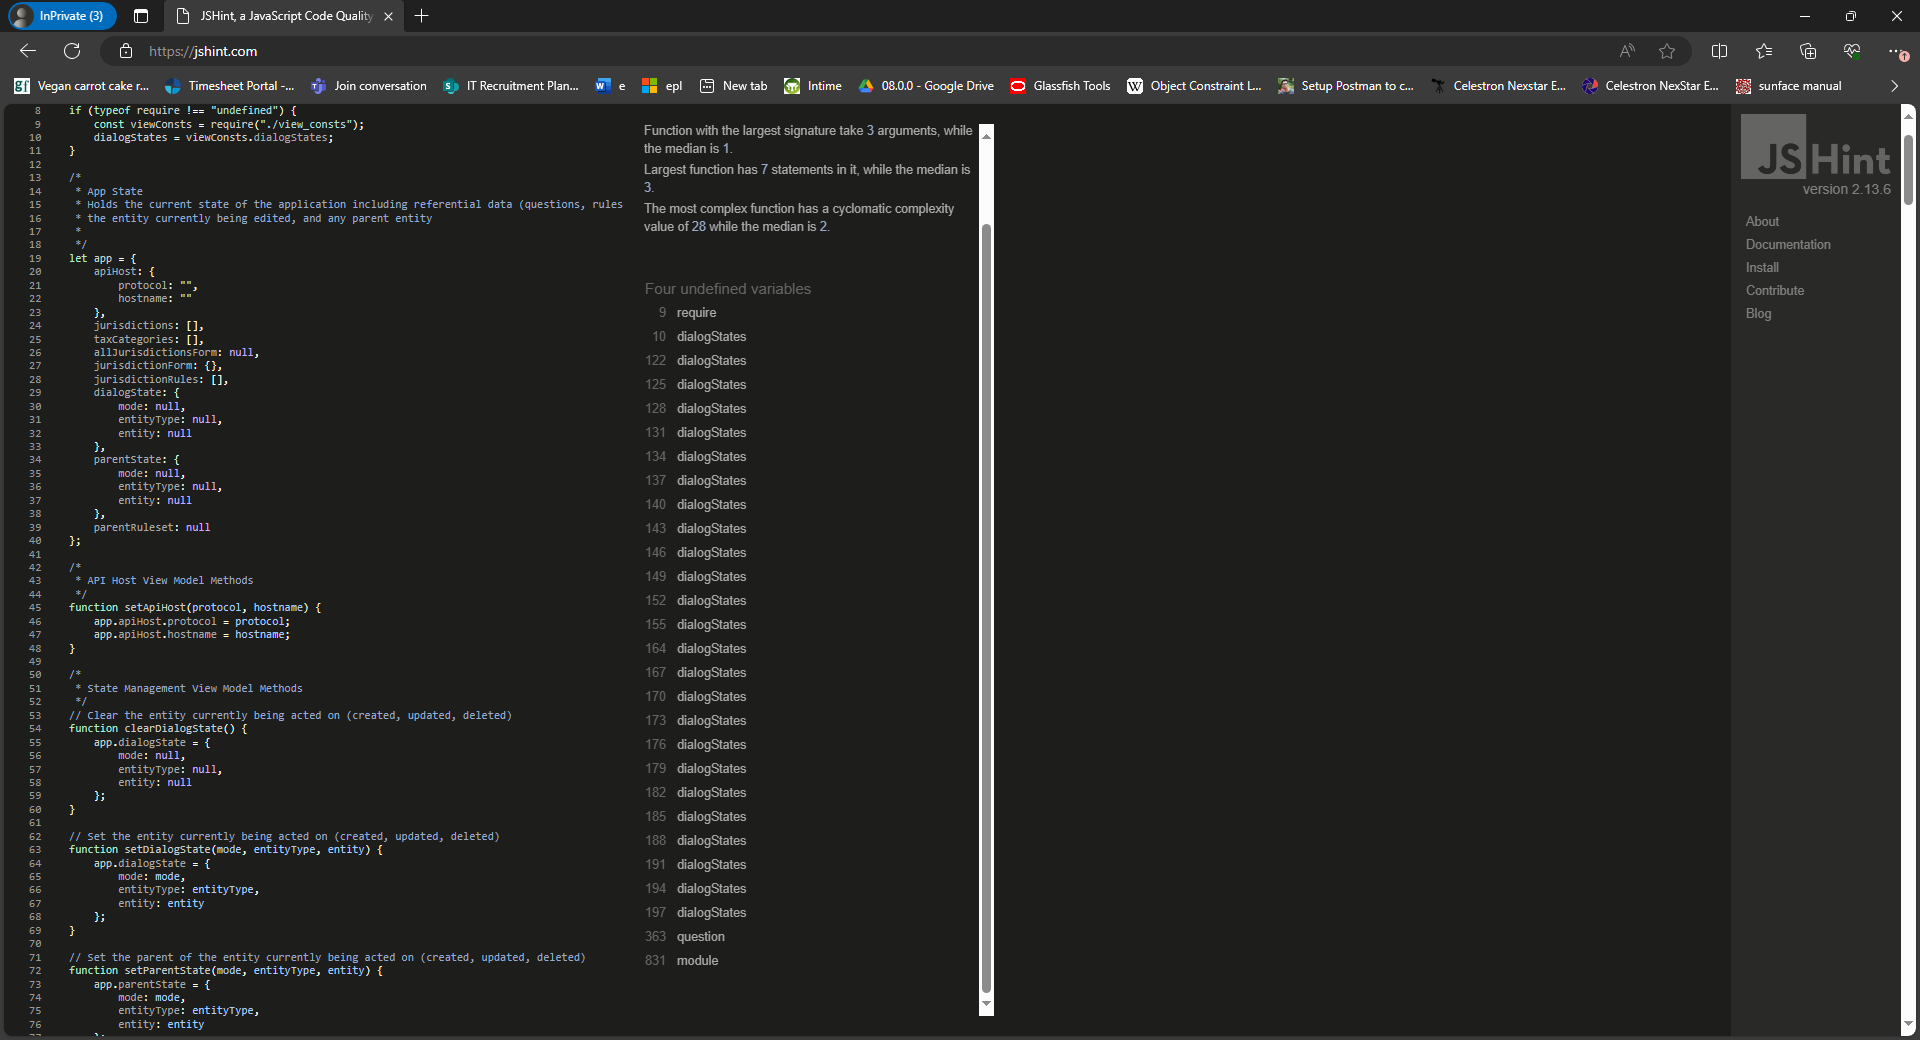 InPrivate (3)
JSHint, a JavaScript Code Quality
https://jshint.com
Vegan carrot cake r...
Timesheet Portal -...
Join conversation
IT Recruitment Plan...
e
epl
New tab
Intime
08.0.0 - Google Drive
Glassfish Tools
Object Constraint L...
Setup Postman to c...
Celestron Nexstar E...
Celestron NexStar E...
sunface manual
8 if (typeof require !== "undefined") {
9 const viewConsts = require("./view_consts");
10 dialogStates = viewConsts.dialogStates;
11 }
12
13 /*
14 * App State
15 * Holds the current state of the application including referential data (questions, rules
16 * the entity currently being edited, and any parent entity
17 *
18 */
19 let app = {
20 apiHost: {
21 protocol: "",
22 hostname: ""
23 },
24 jurisdictions: [],
25 taxCategories: [],
26 allJurisdictionsForm: null,
27 jurisdictionForm: {},
28 jurisdictionRules: [],
29 dialogState: {
30 mode: null,
31 entityType: null,
32 entity: null
33 },
34 parentState: {
35 mode: null,
36 entityType: null,
37 entity: null
38 },
39 parentRuleset: null
40 };
41
42 /*
43 * API Host View Model Methods
44 */
45 function setApiHost(protocol, hostname) {
46 app.apiHost.protocol = protocol;
47 app.apiHost.hostname = hostname;
48 }
49
50 /*
51 * State Management View Model Methods
52 */
53 // Clear the entity currently being acted on (created, updated, deleted)
54 function clearDialogState() {
55 app.dialogState = {
56 mode: null,
57 entityType: null,
58 entity: null
59 };
60 }
61
62 // Set the entity currently being acted on (created, updated, deleted)
63 function setDialogState(mode, entityType, entity) {
64 app.dialogState = {
65 mode: mode,
66 entityType: entityType,
67 entity: entity
68 };
69 }
70
71 // Set the parent of the entity currently being acted on (created, updated, deleted)
72 function setParentState(mode, entityType, entity) {
73 app.parentState = {
74 mode: mode,
75 entityType: entityType,
76 entity: entity
Function with the largest signature take 3 arguments, while
the median is 1.
Largest function has 7 statements in it, while the median is
3.
The most complex function has a cyclomatic complexity
value of 28 while the median is 2.
Four undefined variables
9 require
10 dialogStates
122 dialogStates
125 dialogStates
128 dialogStates
131 dialogStates
134 dialogStates
137 dialogStates
140 dialogStates
143 dialogStates
146 dialogStates
149 dialogStates
152 dialogStates
155 dialogStates
164 dialogStates
167 dialogStates
170 dialogStates
173 dialogStates
176 dialogStates
179 dialogStates
182 dialogStates
185 dialogStates
188 dialogStates
191 dialogStates
194 dialogStates
197 dialogStates
363 question
831 module
JSHint
version 2.13.6
About
Documentation
Install
Contribute
Blog